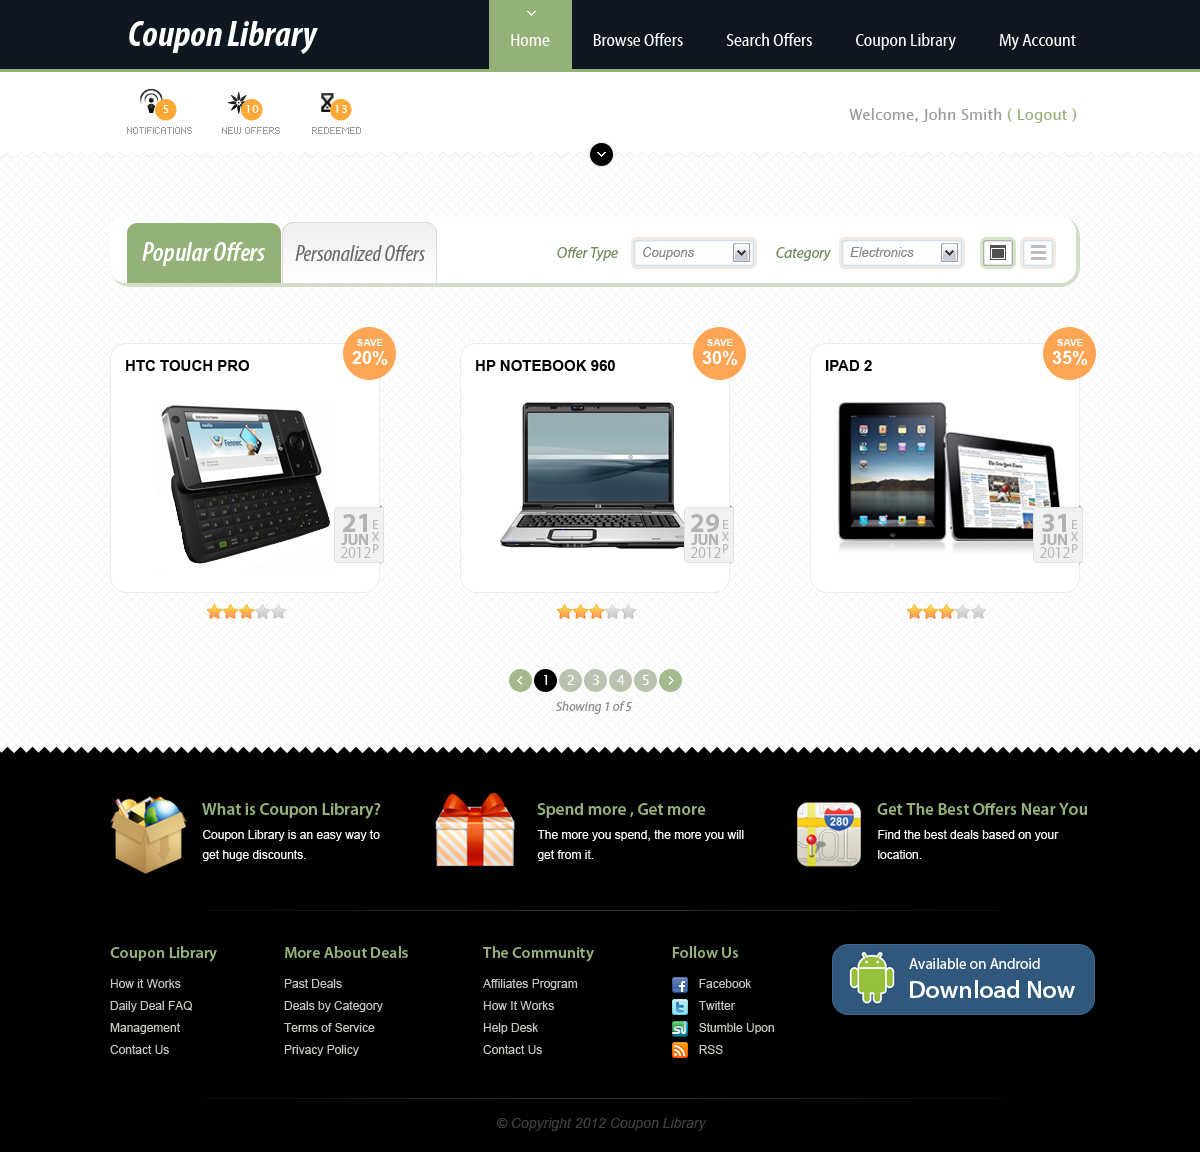 Coupon Library
Home Browse Offers Search Offers Coupon Library My Account
5 10 13
NOTIFICATIONS NEW OFFERS REDEEMED
Welcome, John Smith ( Logout )
Popular Offers Personalized Offers Offer Type Coupons Category Electronics
SAVE 20%
HTC TOUCH PRO
21 JUN 2012 EXP
SAVE 30%
HP NOTEBOOK 960
29 JUN 2012 EXP
SAVE 35%
IPAD 2
The New York Times
31 JUN 2012 EXP
1 2 3 4 5
Showing 1 of 5
What is Coupon Library?
Coupon Library is an easy way to
get huge discounts.
Spend more , Get more
The more you spend, the more you will
get from it.
280
Get The Best Offers Near You
Find the best deals based on your
location.
Coupon Library
How it Works
Daily Deal FAQ
Management
Contact Us
More About Deals
Past Deals
Deals by Category
Terms of Service
Privacy Policy
The Community
Affiliates Program
How It Works
Help Desk
Contact Us
Follow Us
Facebook
Twitter
Stumble Upon
RSS
Available on Android
Download Now
© Copyright 2012 Coupon Library